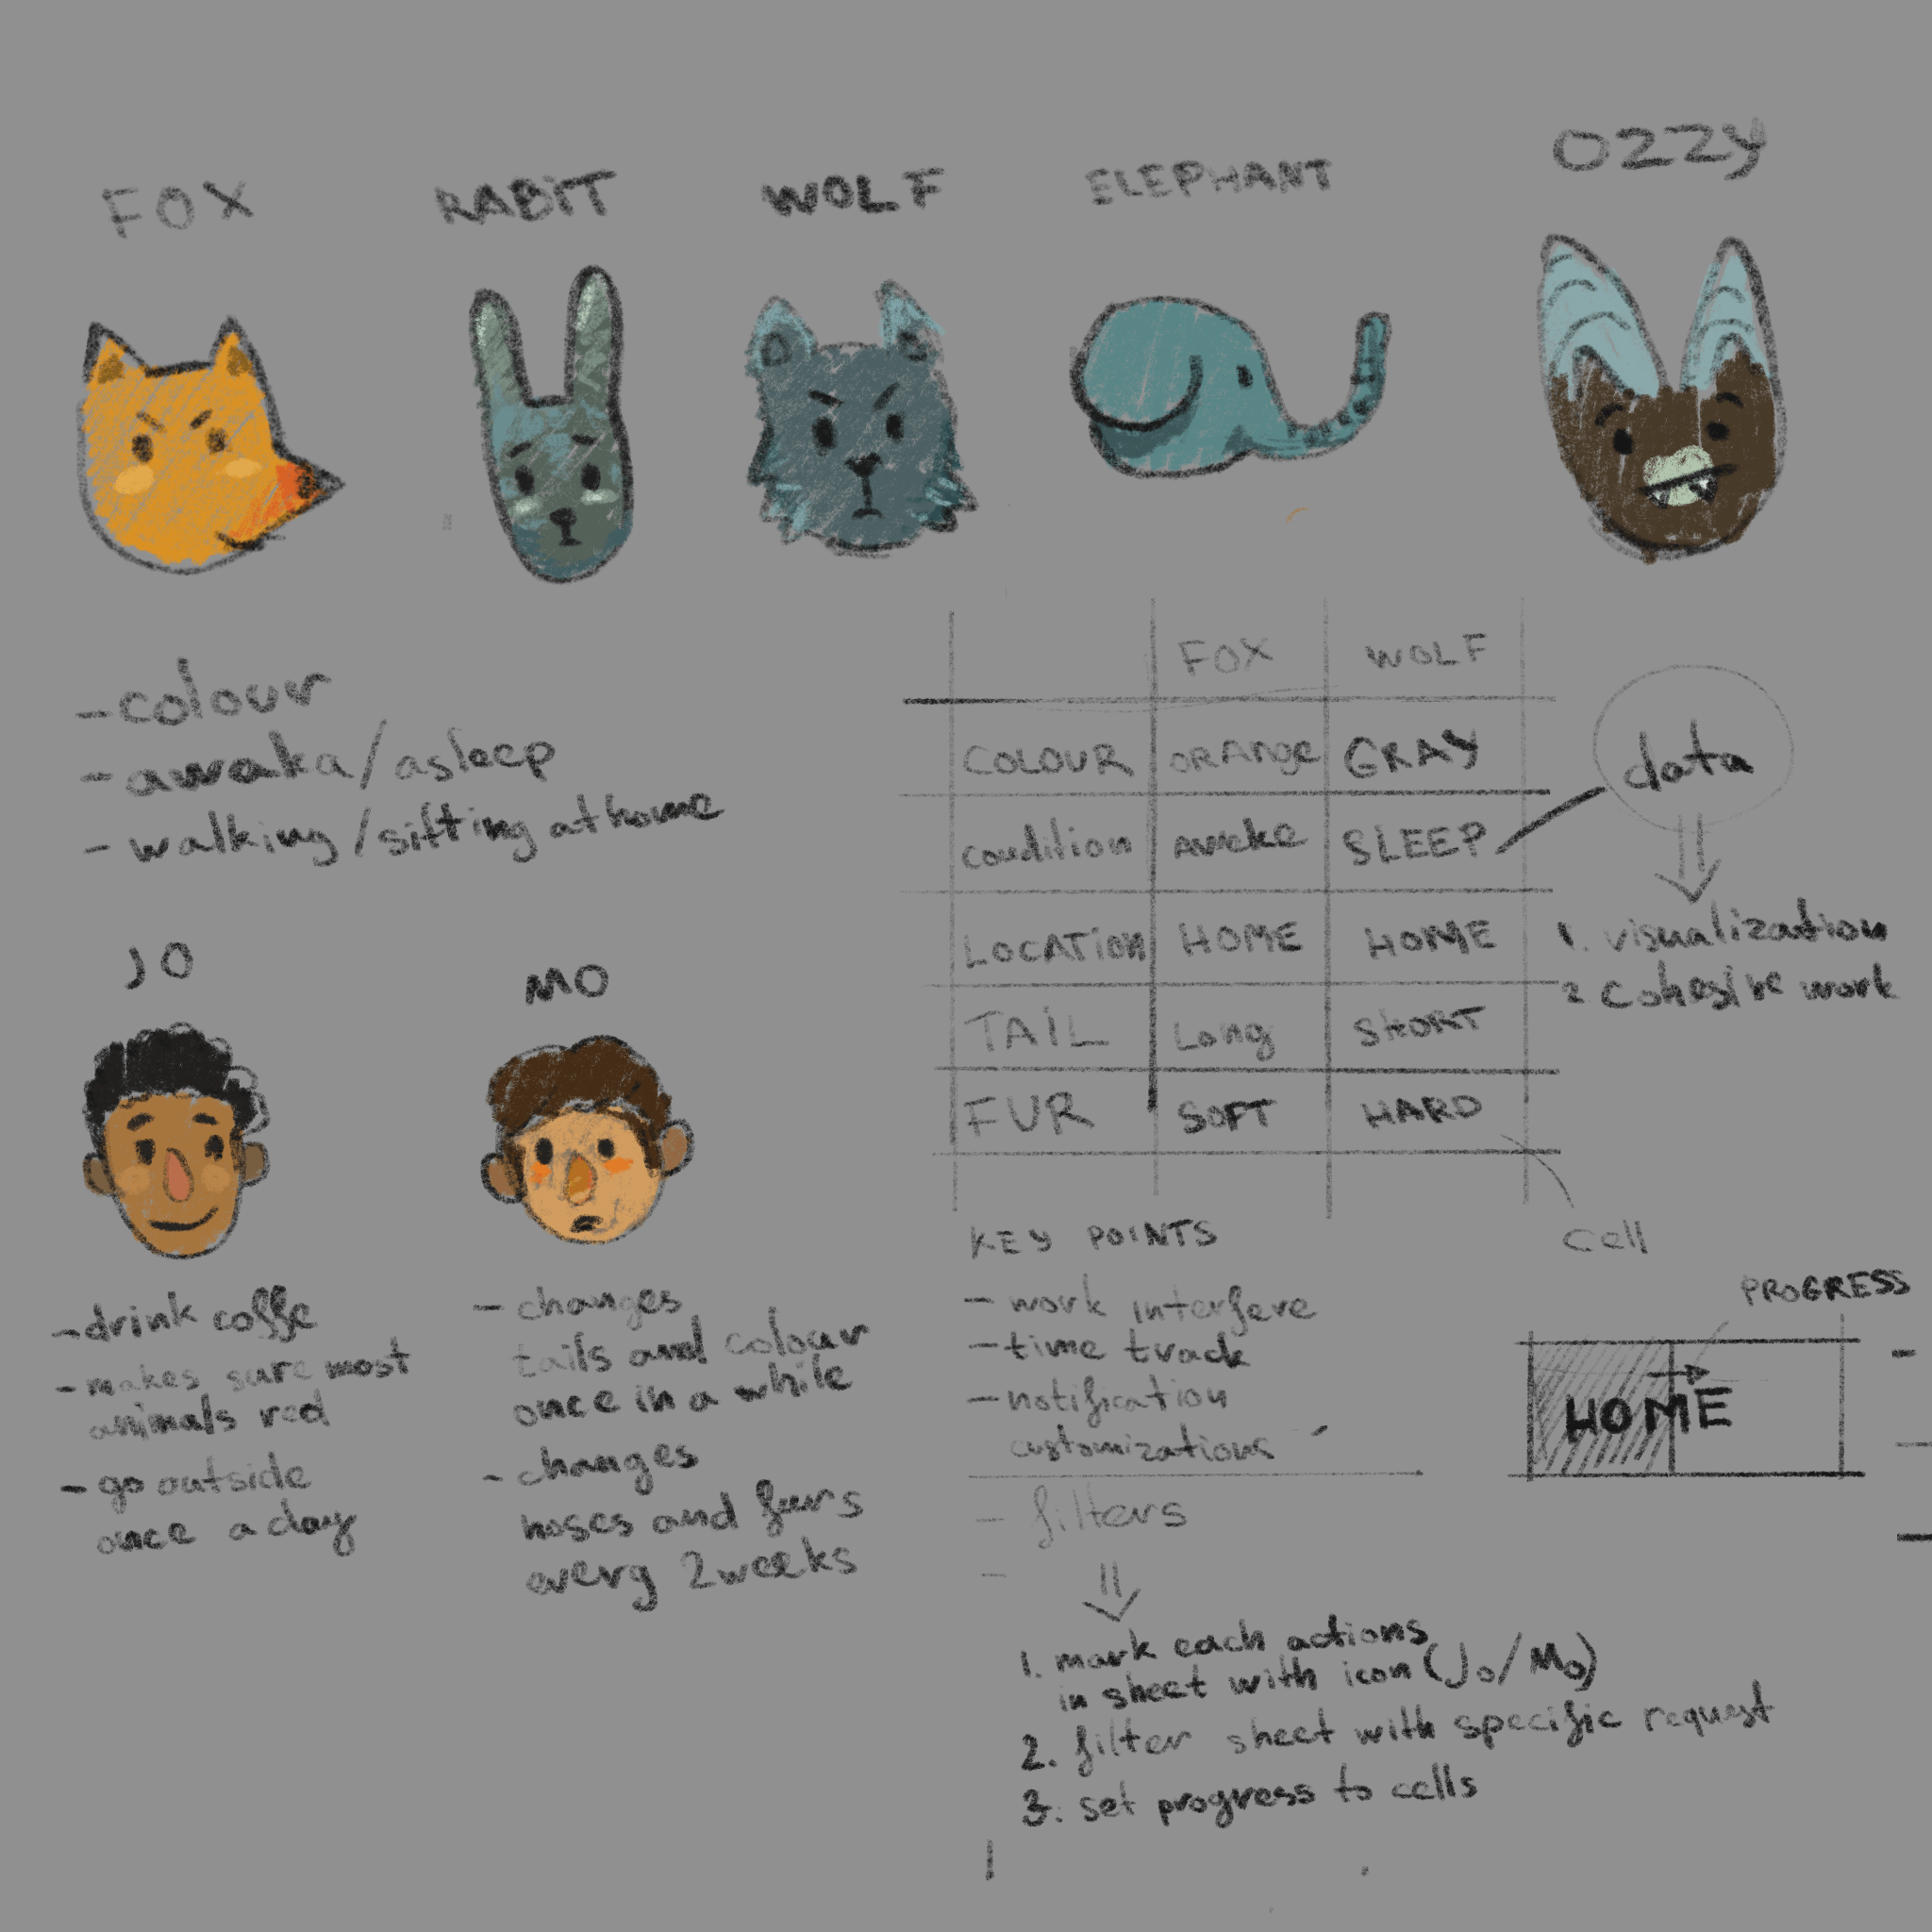 FOX
RABIT
WOLF
ELEPHANT
OZZY
-colour
-awaka/asleep
- walking/sitting at home
FOX WOLF
COLOUR ORANGE GRAY
condition awake SLEEP
LOCATION HOME HOME
TAIL Long SHORT
FUR SOFT HARD
data
1. visualization
2 cohesive work
cell
JO
-drink coffe
-makes sure most
animals red
-go outside
once a day
MO
- changes
tails and colour
once in a while
- changes
noses and feurs
every 2 weeks
KEY POINTS
- work interfere
-time track
-notification
customizations
- filters
-
1. mark each actions
in sheet with icon (Jo/Mo)
2. filter sheet with specific request
3. set progress to cells
PROGRESS
HOME